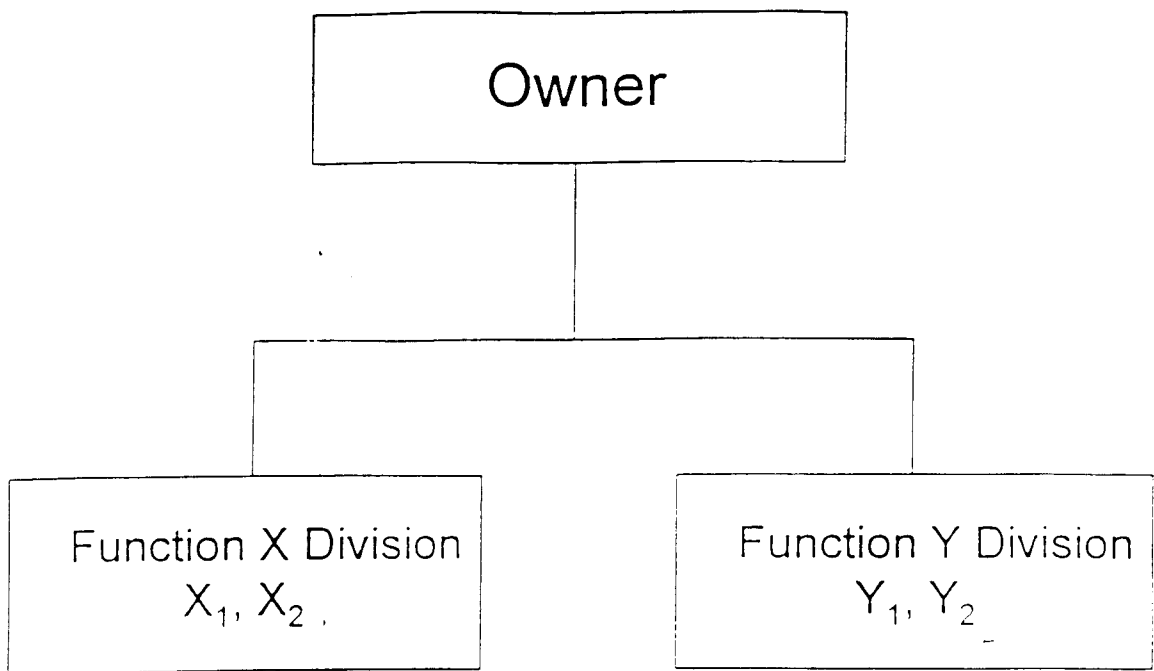 Owner
Function X Division
X₁, X₂
Function Y Division
Y₁, Y₂